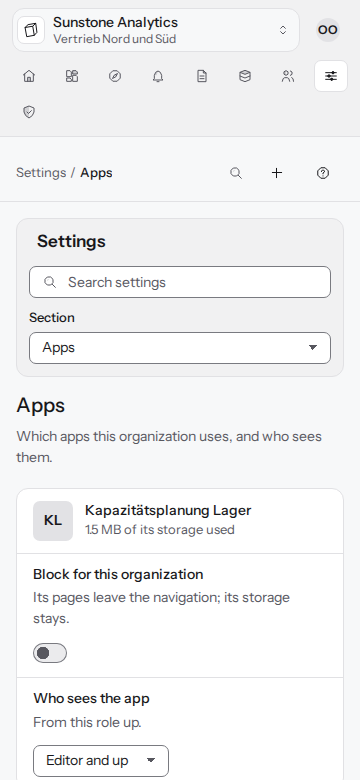 Sunstone Analytics
Vertrieb Nord und Süd
OO
Settings / Apps
Settings
Search settings
Section
Apps
Apps
Which apps this organization uses, and who sees
them.
KL
Kapazitätsplanung Lager
1.5 MB of its storage used
Block for this organization
Its pages leave the navigation; its storage
stays.
Who sees the app
From this role up.
Editor and up